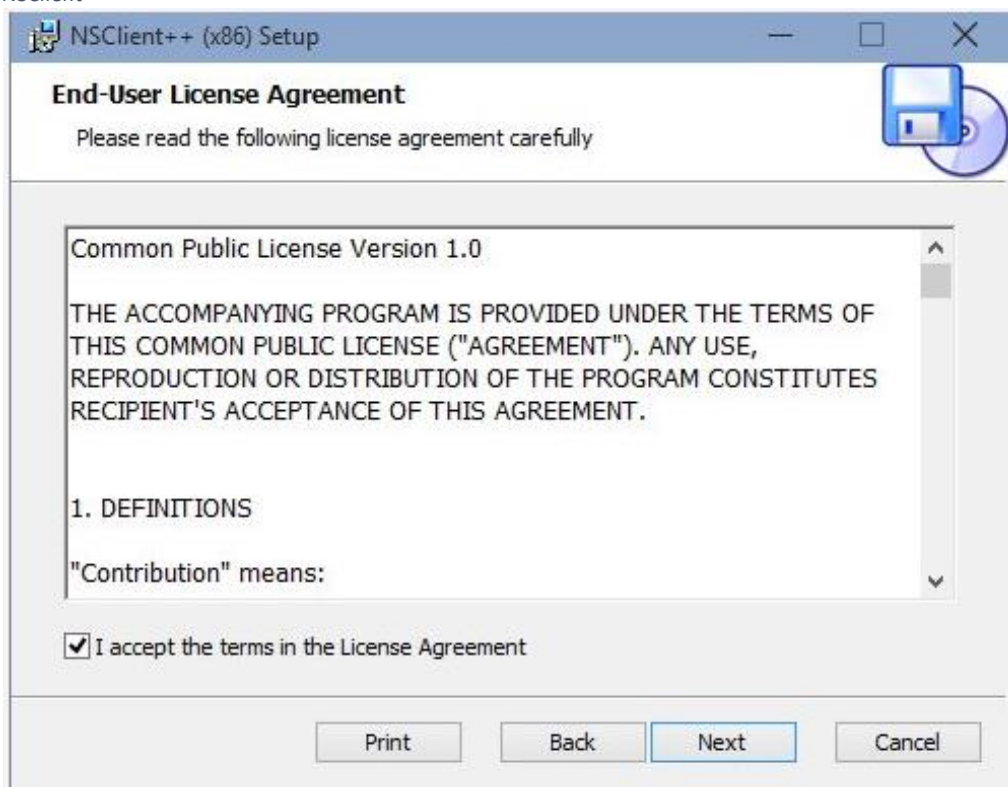 NSClient++ (x86) Setup
End-User License Agreement
Please read the following license agreement carefully
Common Public License Version 1.0
THE ACCOMPANYING PROGRAM IS PROVIDED UNDER THE TERMS OF
THIS COMMON PUBLIC LICENSE ("AGREEMENT"). ANY USE,
REPRODUCTION OR DISTRIBUTION OF THE PROGRAM CONSTITUTES
RECIPIENT'S ACCEPTANCE OF THIS AGREEMENT.
1. DEFINITIONS
"Contribution" means:
I accept the terms in the License Agreement
Print Back Next Cancel